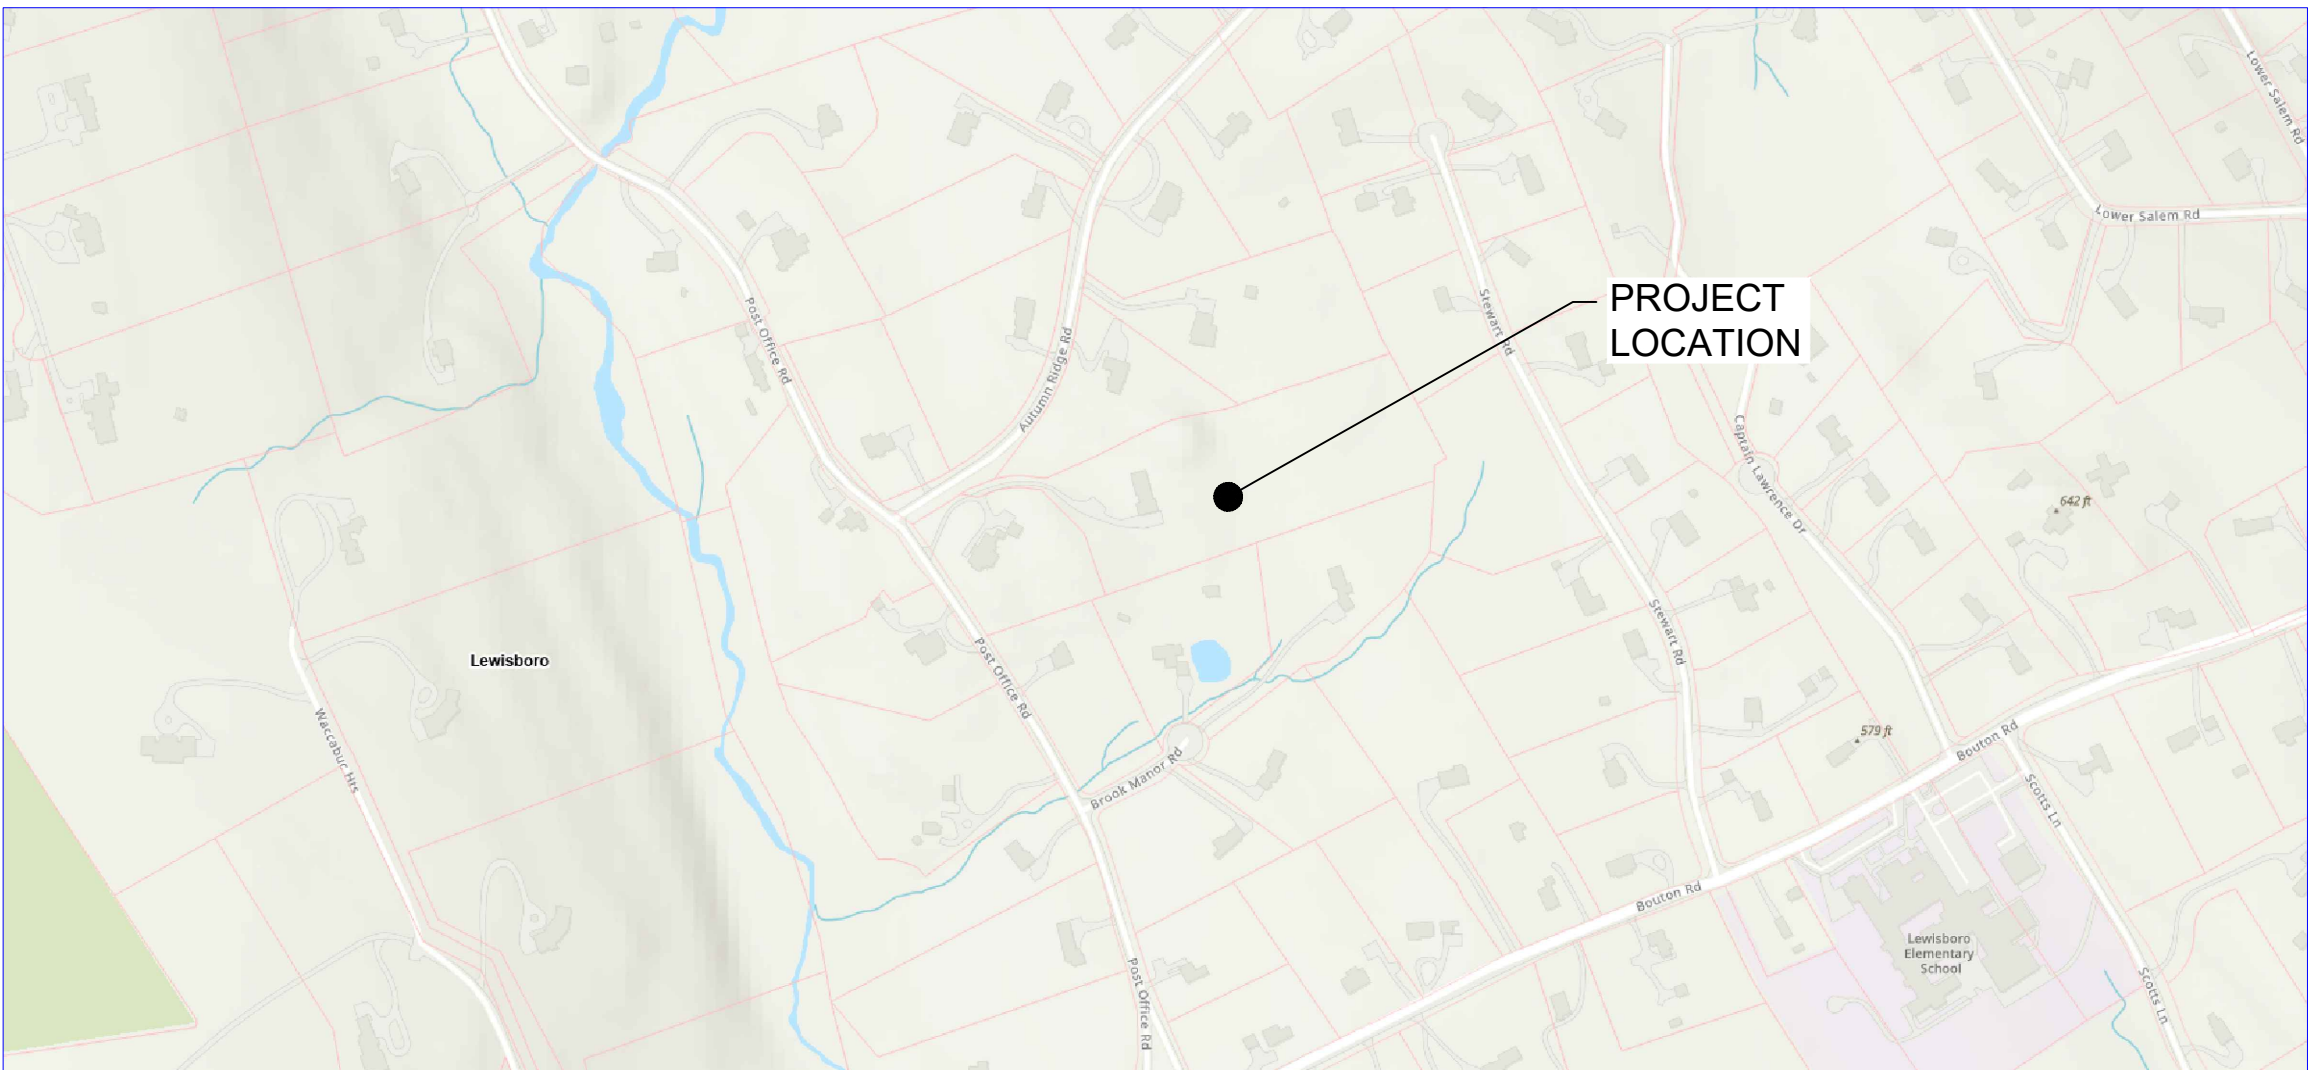 Lower Salem Rd
Lower Salem Rd
PROJECT
LOCATION
Post Office Rd
Stewart Rd
Autumn Ridge Rd
Captain Lawrence Dr
642 ft
Stewart Rd
Post Office Rd
Lewisboro
Waccabuc Hts
579 ft
Bouton Rd
Brook Manor Rd
Scotts Ln
Bouton Rd
Lewisboro
Elementary
School
Post Office Rd
Scotts Ln